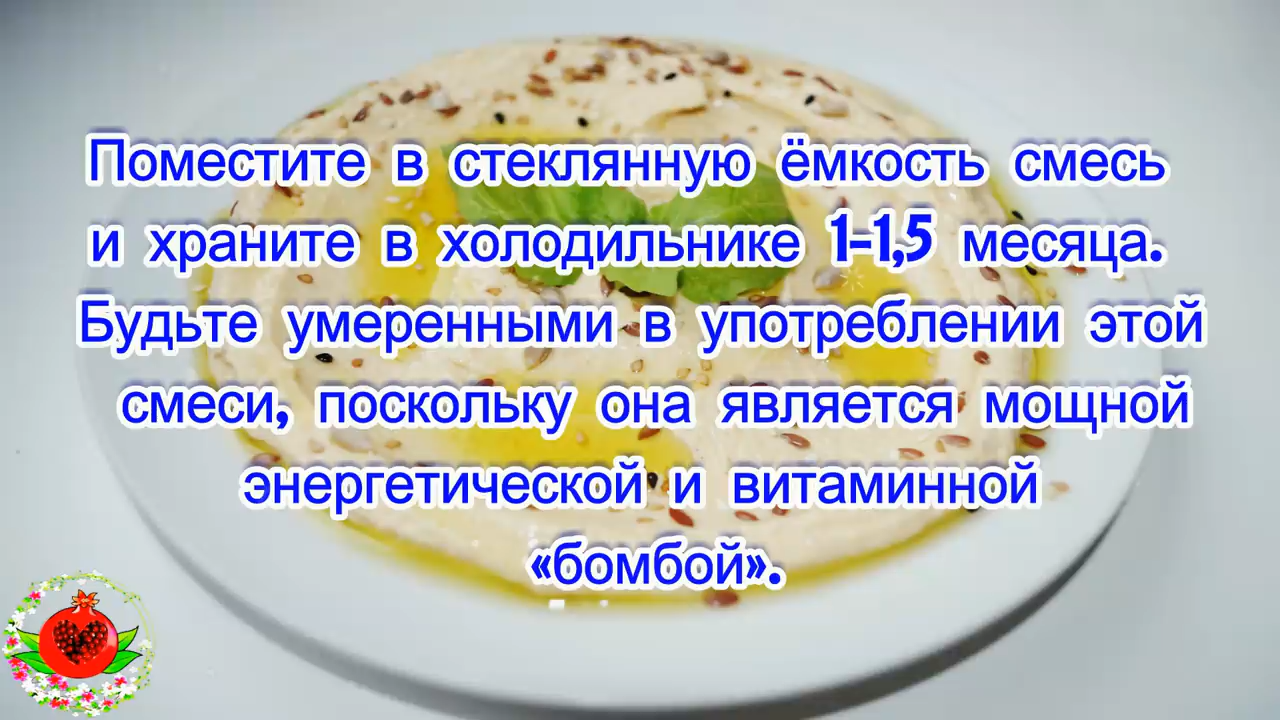 Поместите в стеклянную ёмкость смесь
и храните в холодильнике 1-1,5 месяца.
Будьте умеренными в употреблении этой
смеси, поскольку она является мощной
энергетической и витаминной
«бомбой».